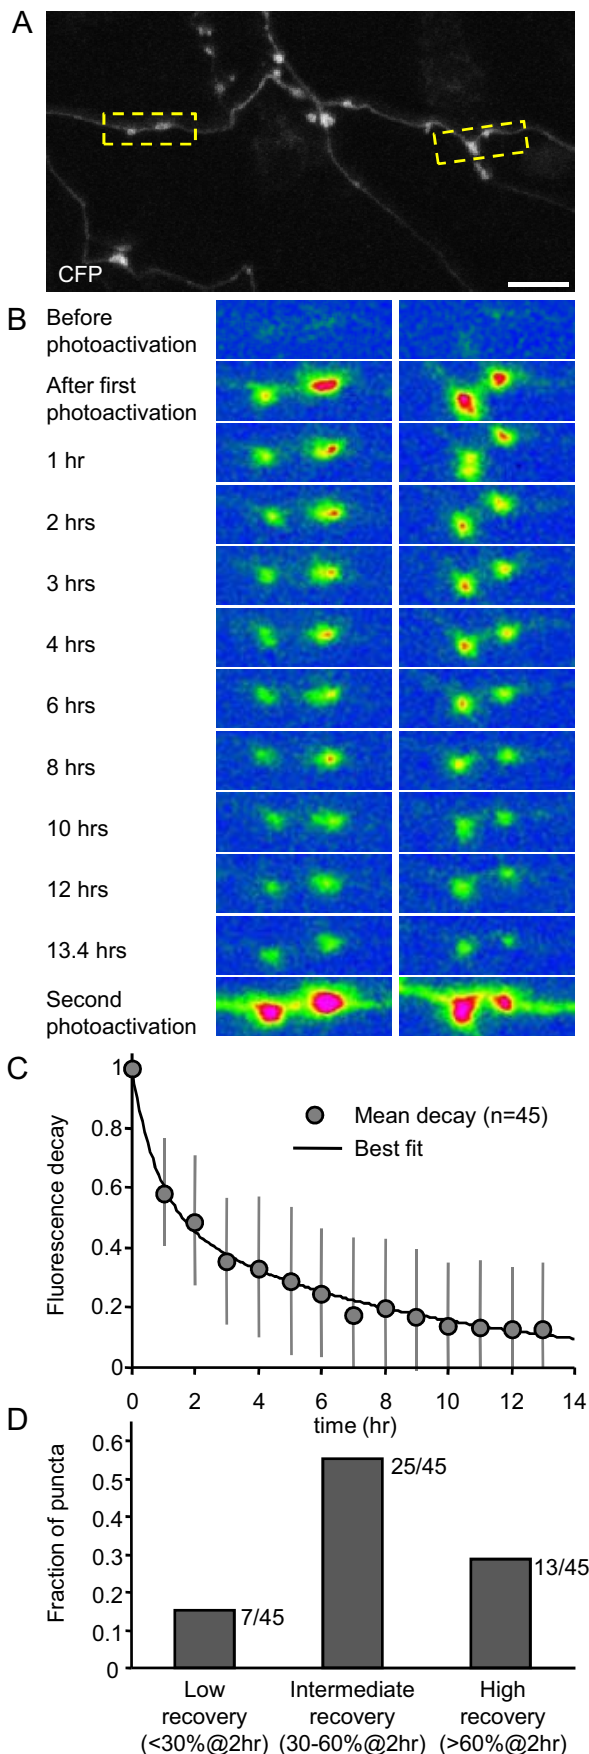 A
CFP
B
Before
photoactivation
After first
photoactivation
1 hr
2 hrs
3 hrs
4 hrs
6 hrs
8 hrs
10 hrs
12 hrs
13.4 hrs
Second
photoactivation
C
Fluorescence decay
1
0.8
0.6
0.4
0.2
0
Mean decay (n=45)
Best fit
0 2 4 6 8 10 12 14
time (hr)
D
Fraction of puncta
0.6
0.5
0.4
0.3
0.2
0.1
0
7/45
25/45
13/45
Low
recovery
(<30%@2hr)
Intermediate
recovery
(30-60%@2hr)
High
recovery
(>60%@2hr)